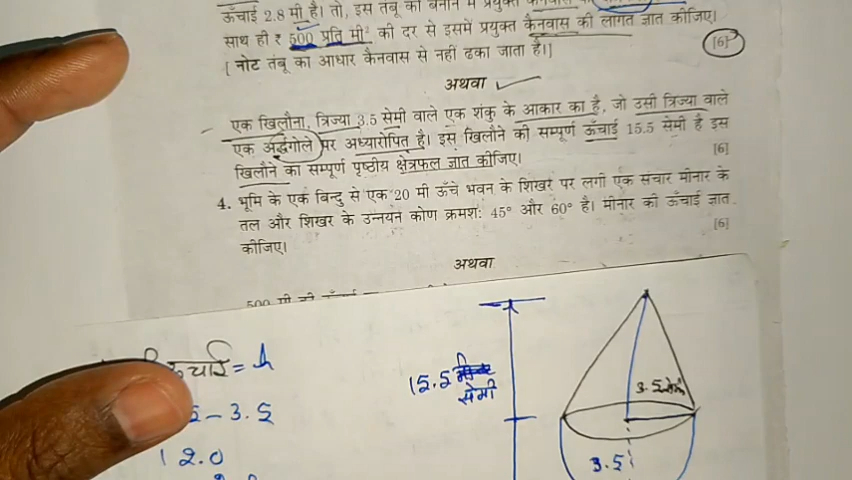 ऊँचाई 2.8 मी है। तो, इस तंबू को बनाने में प्रयुक्त
साथ ही ₹ 500 प्रति मी² की दर से इसमें प्रयुक्त कैनवास की लागत ज्ञात कीजिए।
[ नोट तंबू का आधार कैनवास से नहीं ढका जाता है।] [6]
अथवा
एक खिलौना, त्रिज्या 3.5 सेमी वाले एक शंकु के आकार का है, जो उसी त्रिज्या वाले
एक अर्द्धगोले पर अध्यारोपित है। इस खिलौने की सम्पूर्ण ऊँचाई 15.5 सेमी है इस
खिलौने का सम्पूर्ण पृष्ठीय क्षेत्रफल ज्ञात कीजिए। [6]
4. भूमि के एक बिन्दु से एक 20 मी ऊँचे भवन के शिखर पर लगी एक संचार मीनार के
तल और शिखर के उन्नयन कोण क्रमशः 45° और 60° है। मीनार की ऊँचाई ज्ञात
कीजिए। [6]
अथवा
500 मी की
= h
5 - 3.5
12.0
15.5
सेमी
3.5 सेमी
3.5